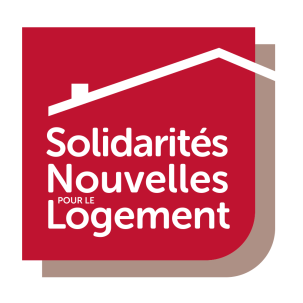 Solidarités
Nouvelles
POUR LE
Logement